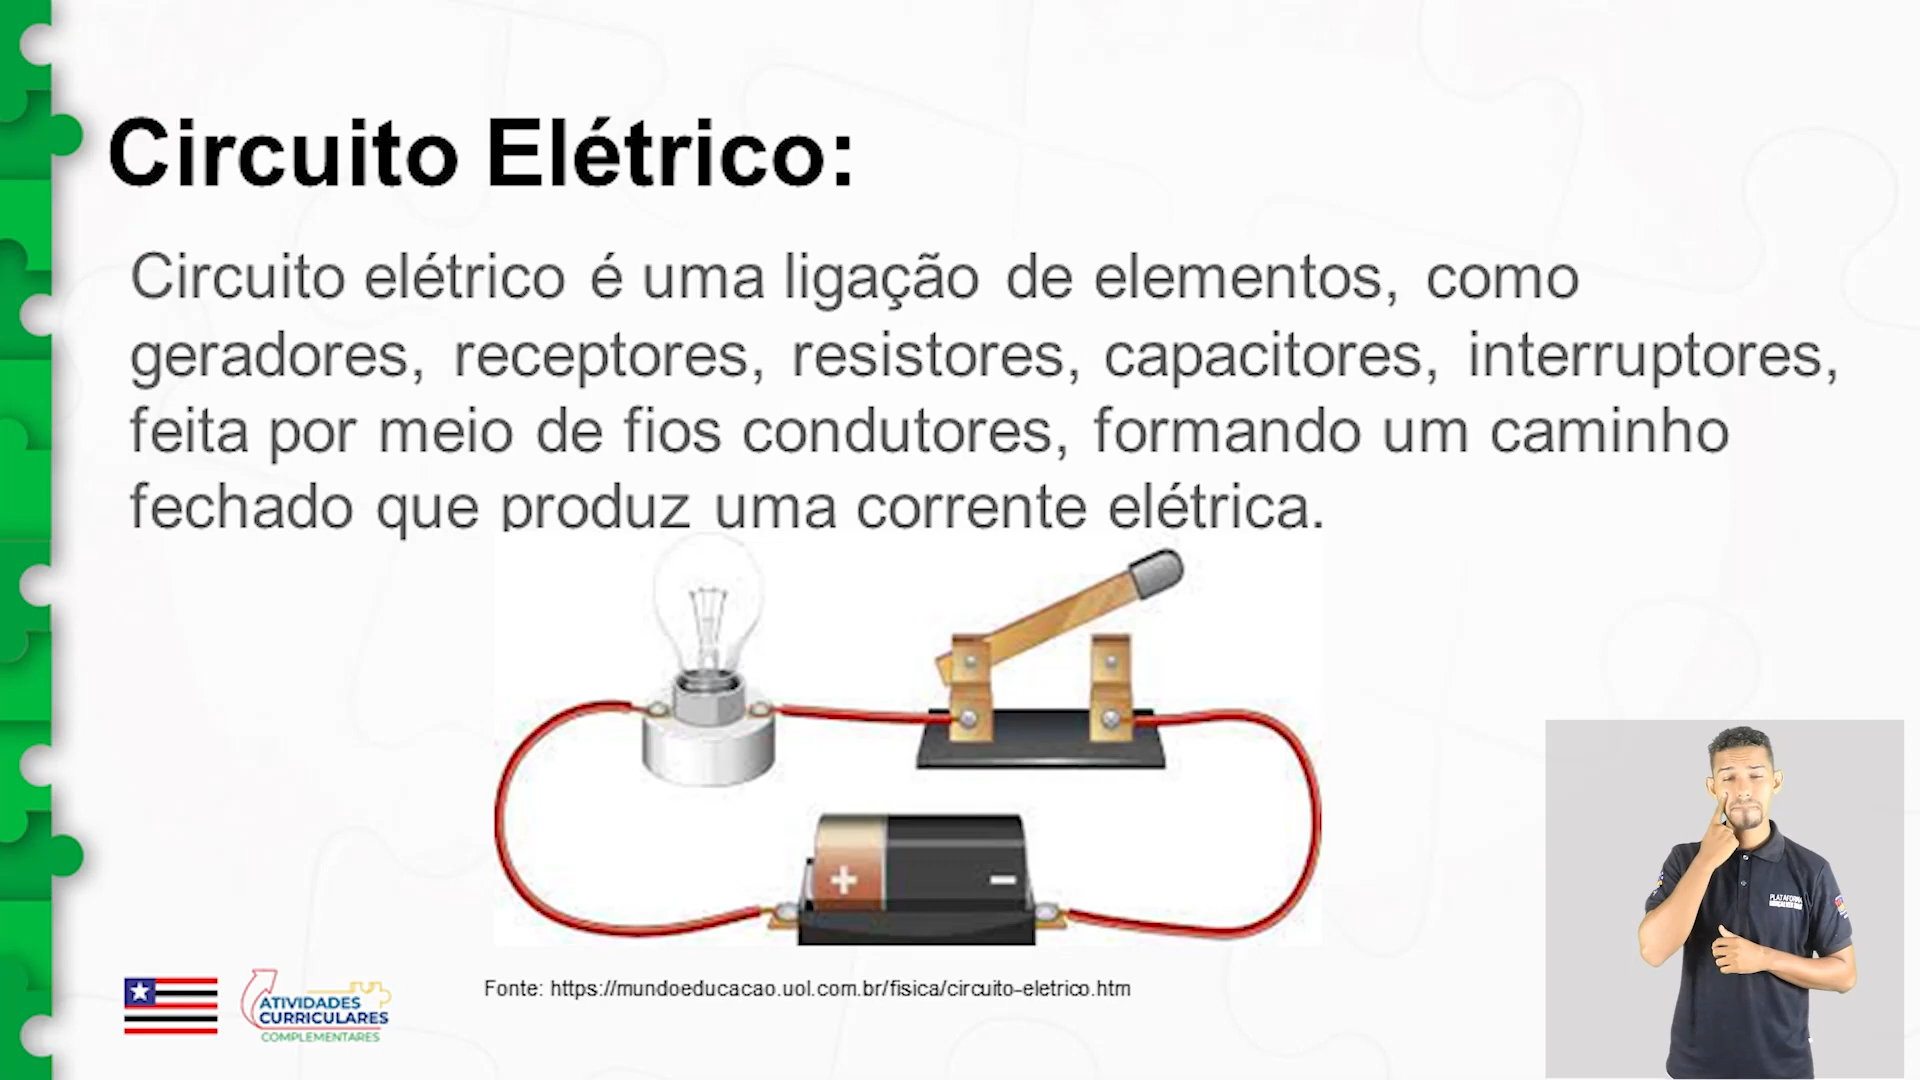 Circuito Elétrico:
Circuito elétrico é uma ligação de elementos, como
geradores, receptores, resistores, capacitores, interruptores,
feita por meio de fios condutores, formando um caminho
fechado que produz uma corrente elétrica.
+ −
Fonte: https://mundoeducacao.uol.com.br/fisica/circuito-eletrico.htm
ATIVIDADES
CURRICULARES
COMPLEMENTARES
PLATAFORMA